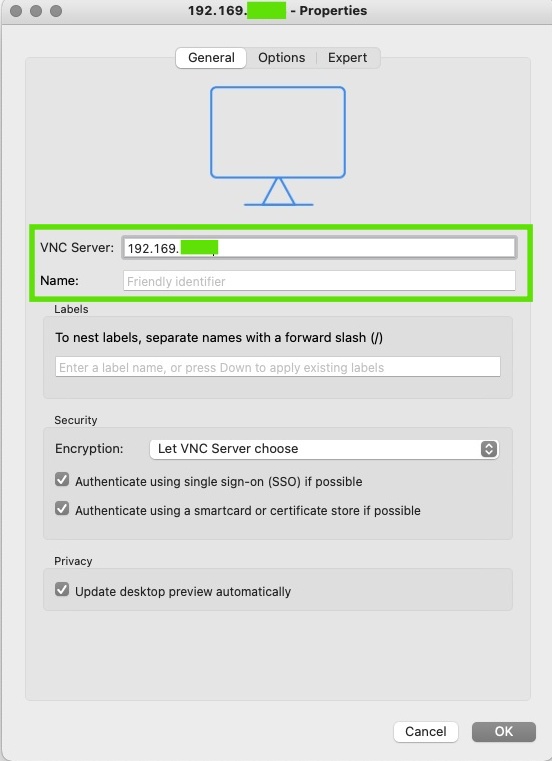 192.169. - Properties
General Options Expert
VNC Server: 192.169.
Name: Friendly identifier
Labels
To nest labels, separate names with a forward slash (/)
Enter a label name, or press Down to apply existing labels
Security
Encryption: Let VNC Server choose
Authenticate using single sign-on (SSO) if possible
Authenticate using a smartcard or certificate store if possible
Privacy
Update desktop preview automatically
Cancel OK